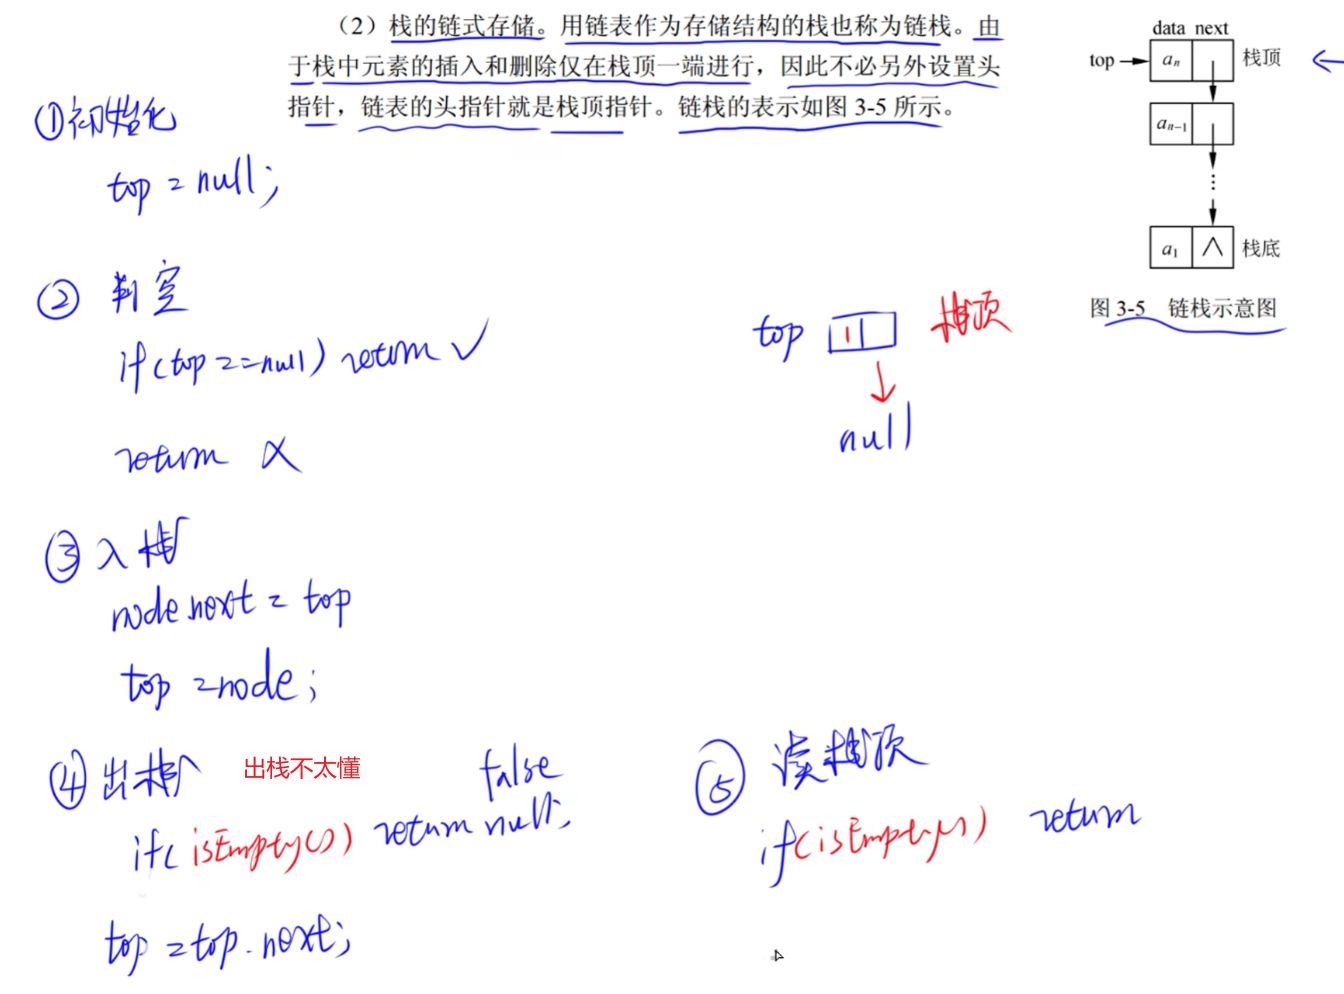 （2）栈的链式存储。用链表作为存储结构的栈也称为链栈。由
于栈中元素的插入和删除仅在栈顶一端进行，因此不必另外设置头
指针，链表的头指针就是栈顶指针。链栈的表示如图 3-5 所示。
data next
top aₙ 栈顶
aₙ₋₁
⋮
a₁ ∧ 栈底
图 3-5 链栈示意图
①初始化
top = null;
② 判空
if(top == null) return ✓
return ×
top 1 栈顶
null
③ 入栈
node.next = top
top = node;
④ 出栈 出栈不太懂
false
if( isEmpty()) return null;
top = top.next;
⑤ 读栈顶
if(isEmpty()) return